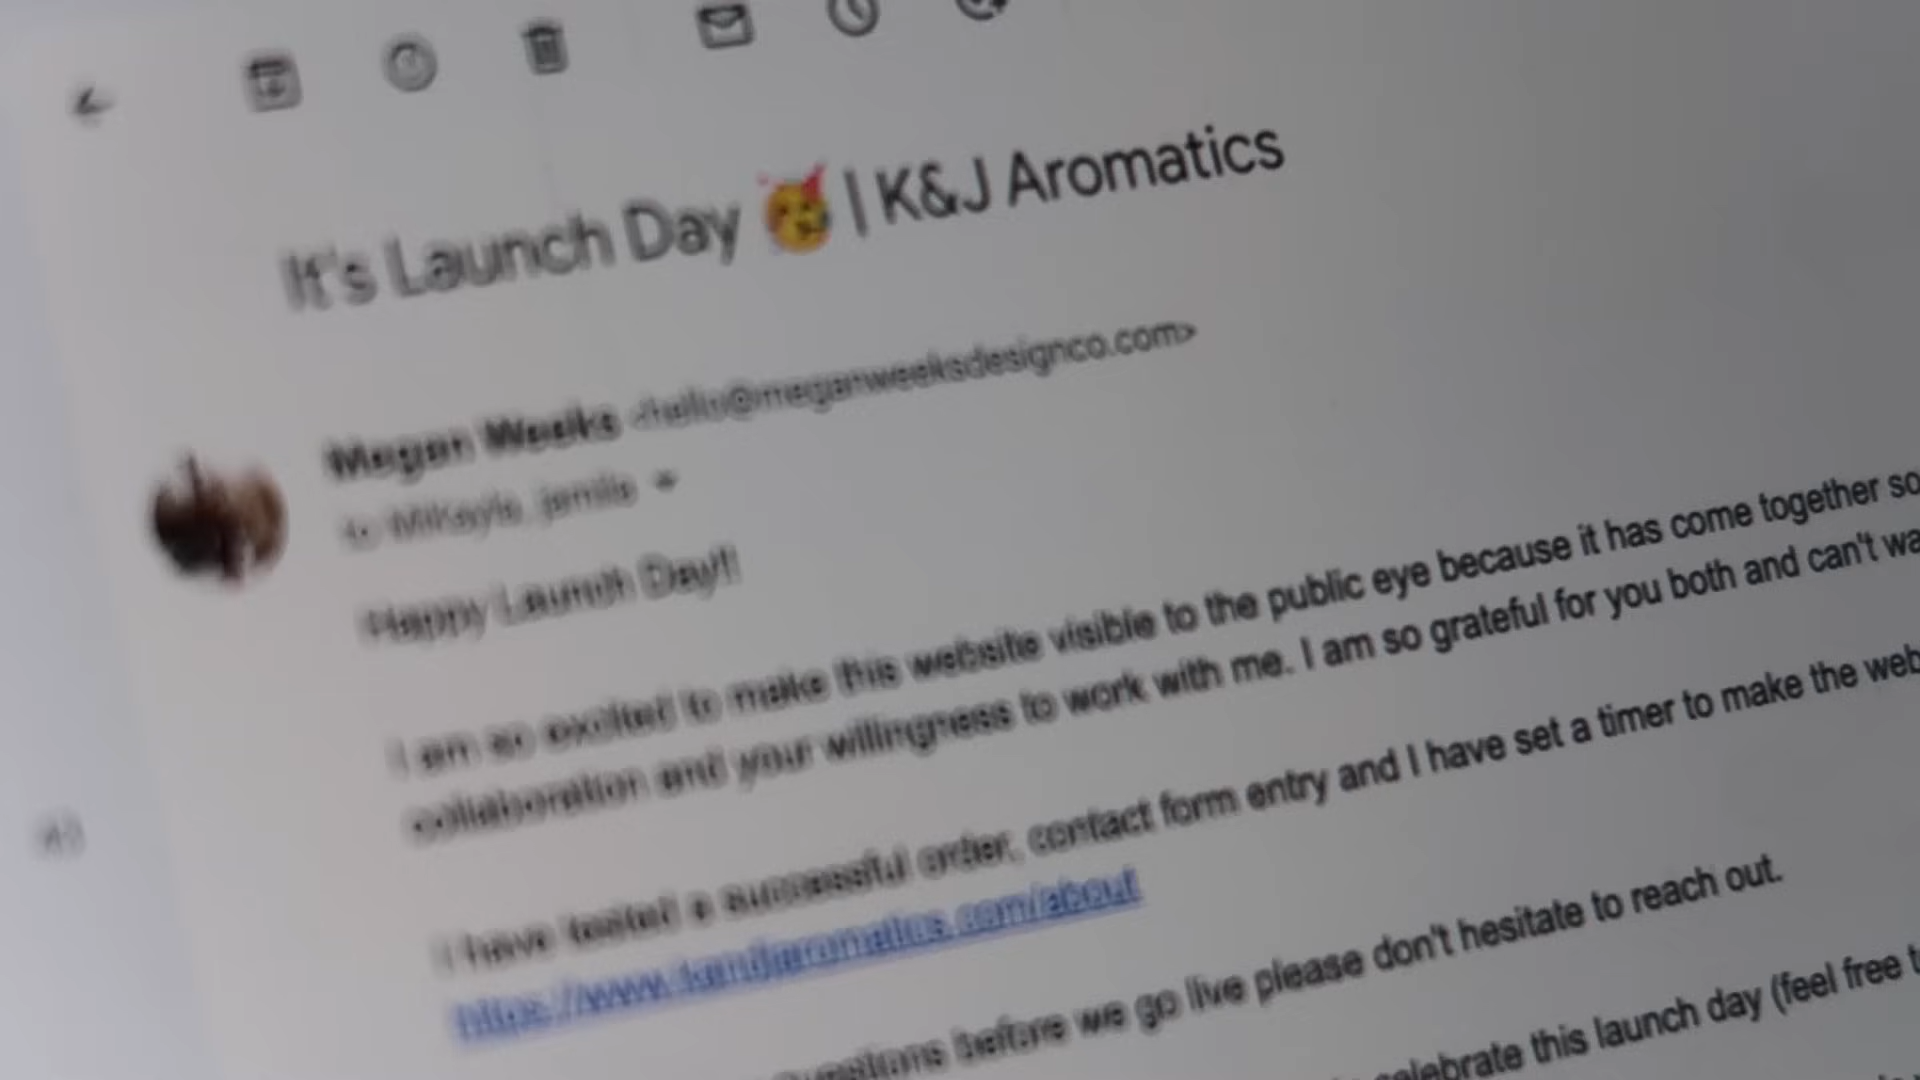 It's Launch Day 🥳 | K&J Aromatics
Megan Weeks <hello@meganweeksdesignco.com>
to Mikayla, jamile
Happy Launch Day!!
I am so excited to make this website visible to the public eye because it has come together so
collaboration and your willingness to work with me. I am so grateful for you both and can't wa
I have tested a successful order, contact form entry and I have set a timer to make the web
https://www.kandjaromatics.com/about
before we go live please don't hesitate to reach out.
celebrate this launch day (feel free t